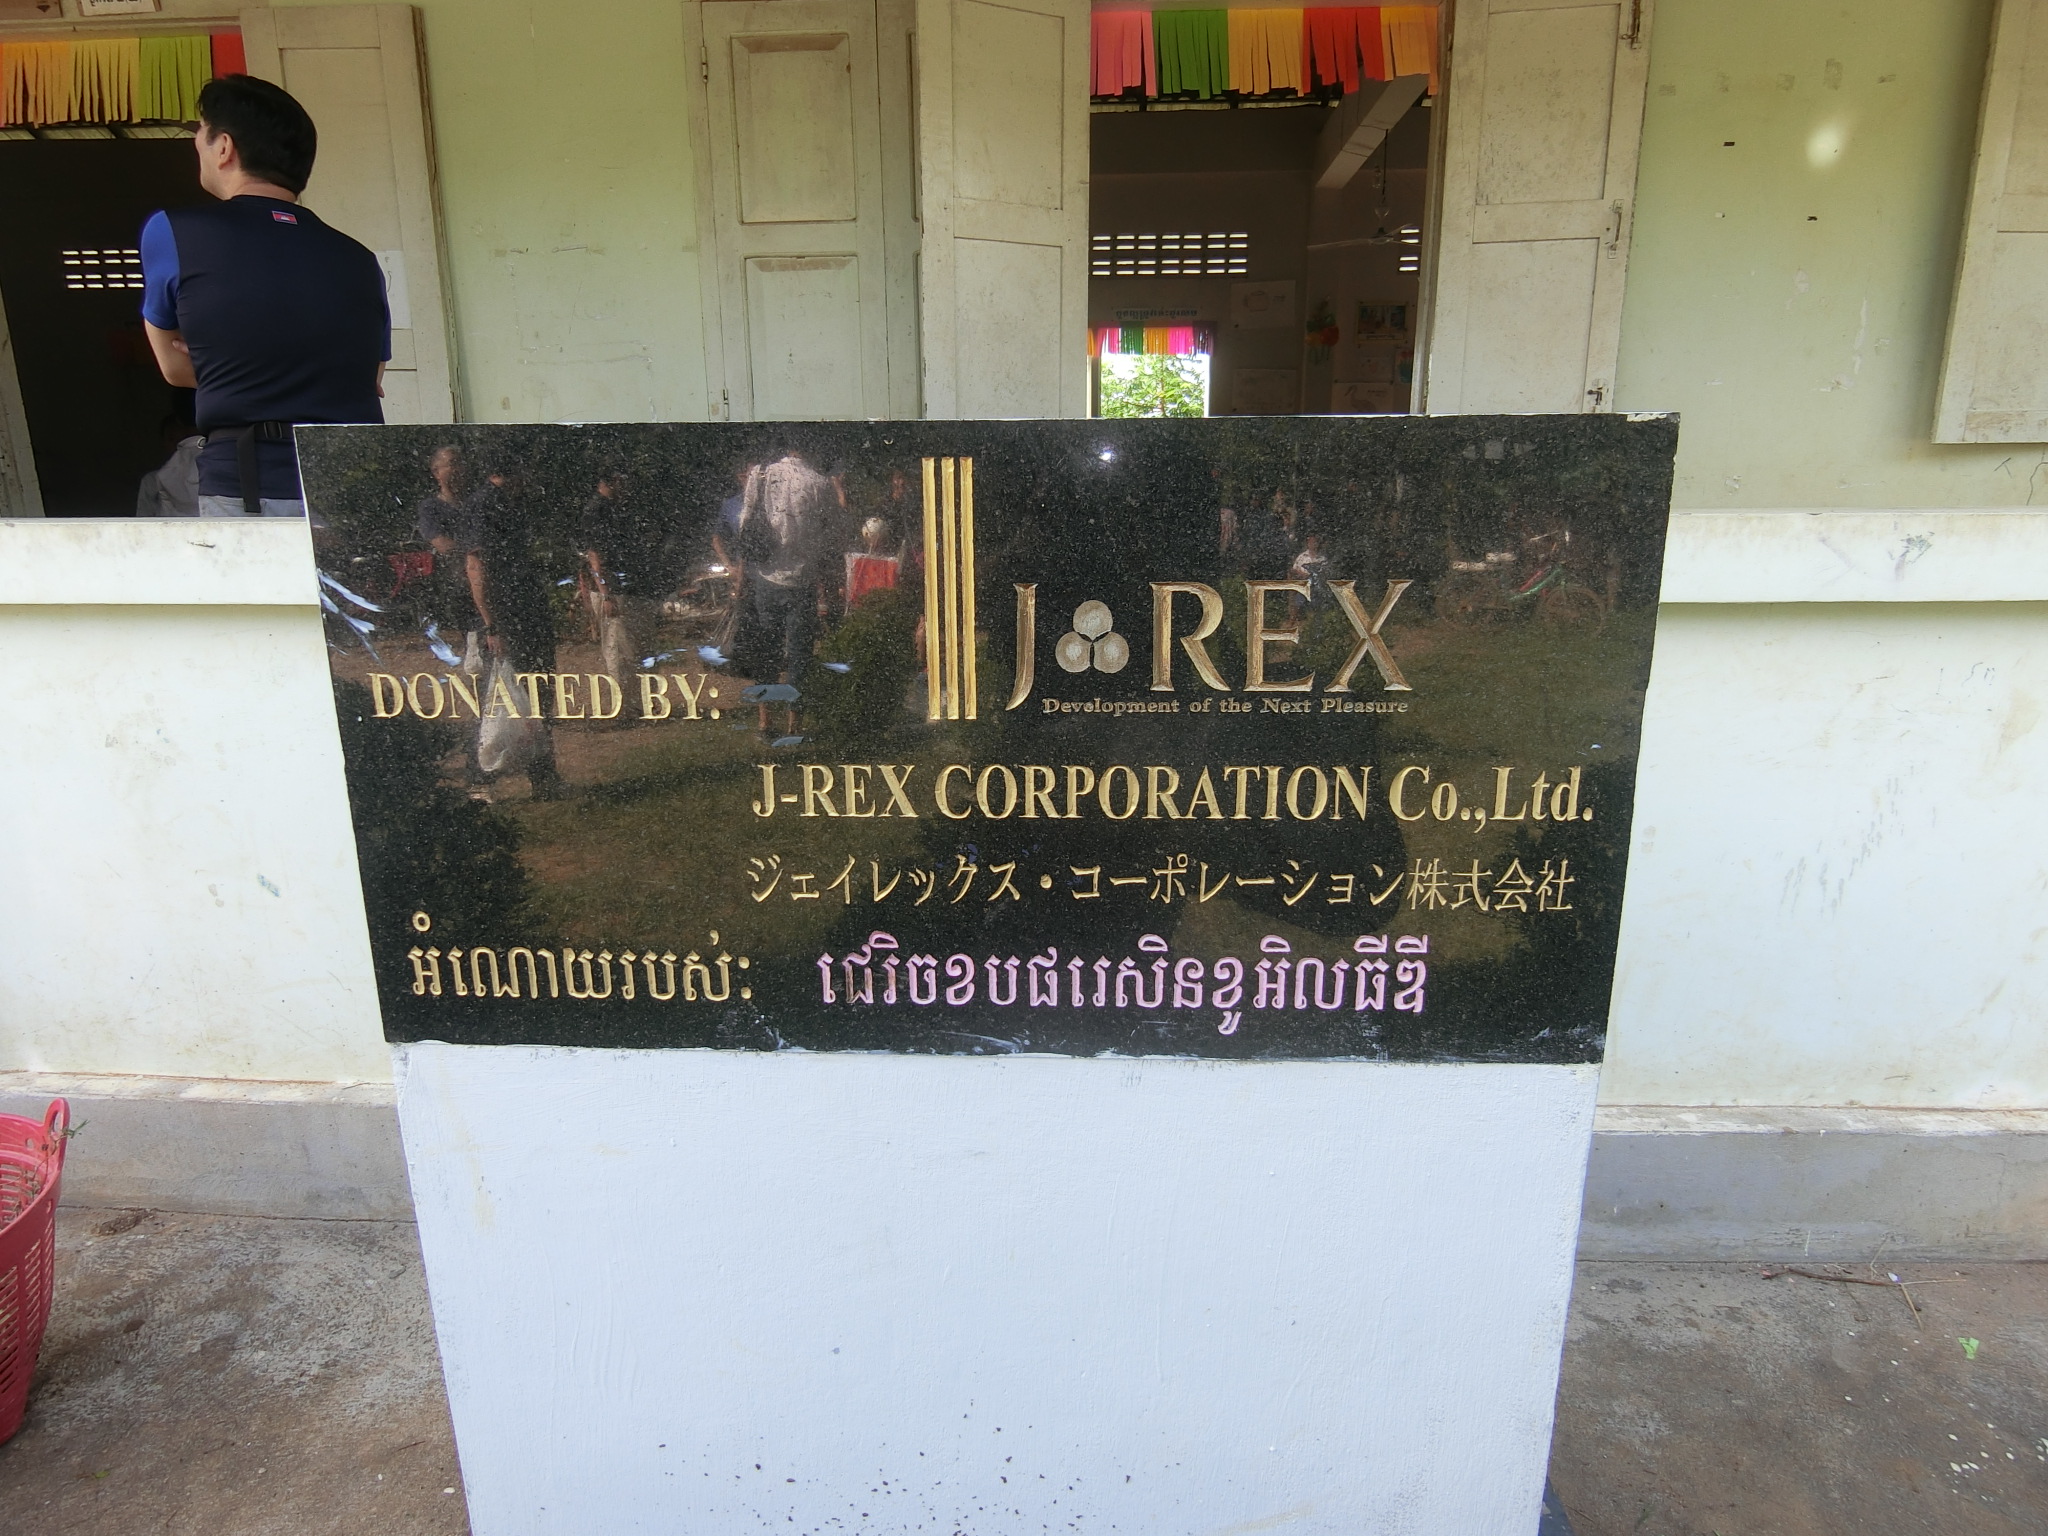 J REX
Development of the Next Pleasure
DONATED BY:
J-REX CORPORATION Co.,Ltd.
ジェイレックス・コーポレーション株式会社
អំណោយរបស់: ជេរិចខបផរេសិនខូអិលធីឌី